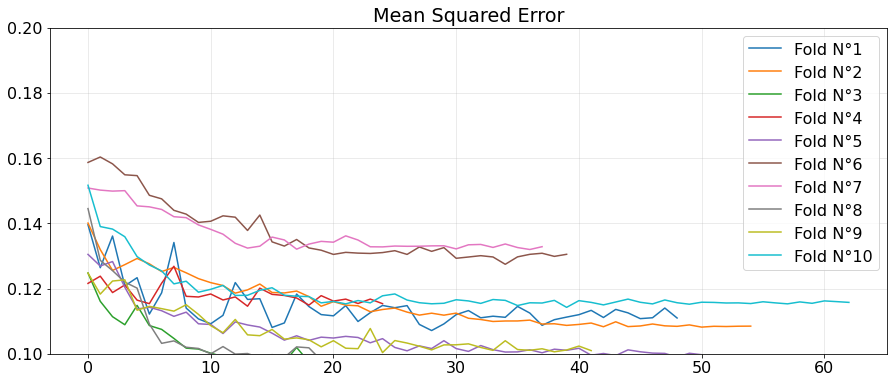 Mean Squared Error
0.20
0.18
0.16
0.14
0.12
0.10
0
10
20
30
40
50
60
Fold N°1
Fold N°2
Fold N°3
Fold N°4
Fold N°5
Fold N°6
Fold N°7
Fold N°8
Fold N°9
Fold N°10